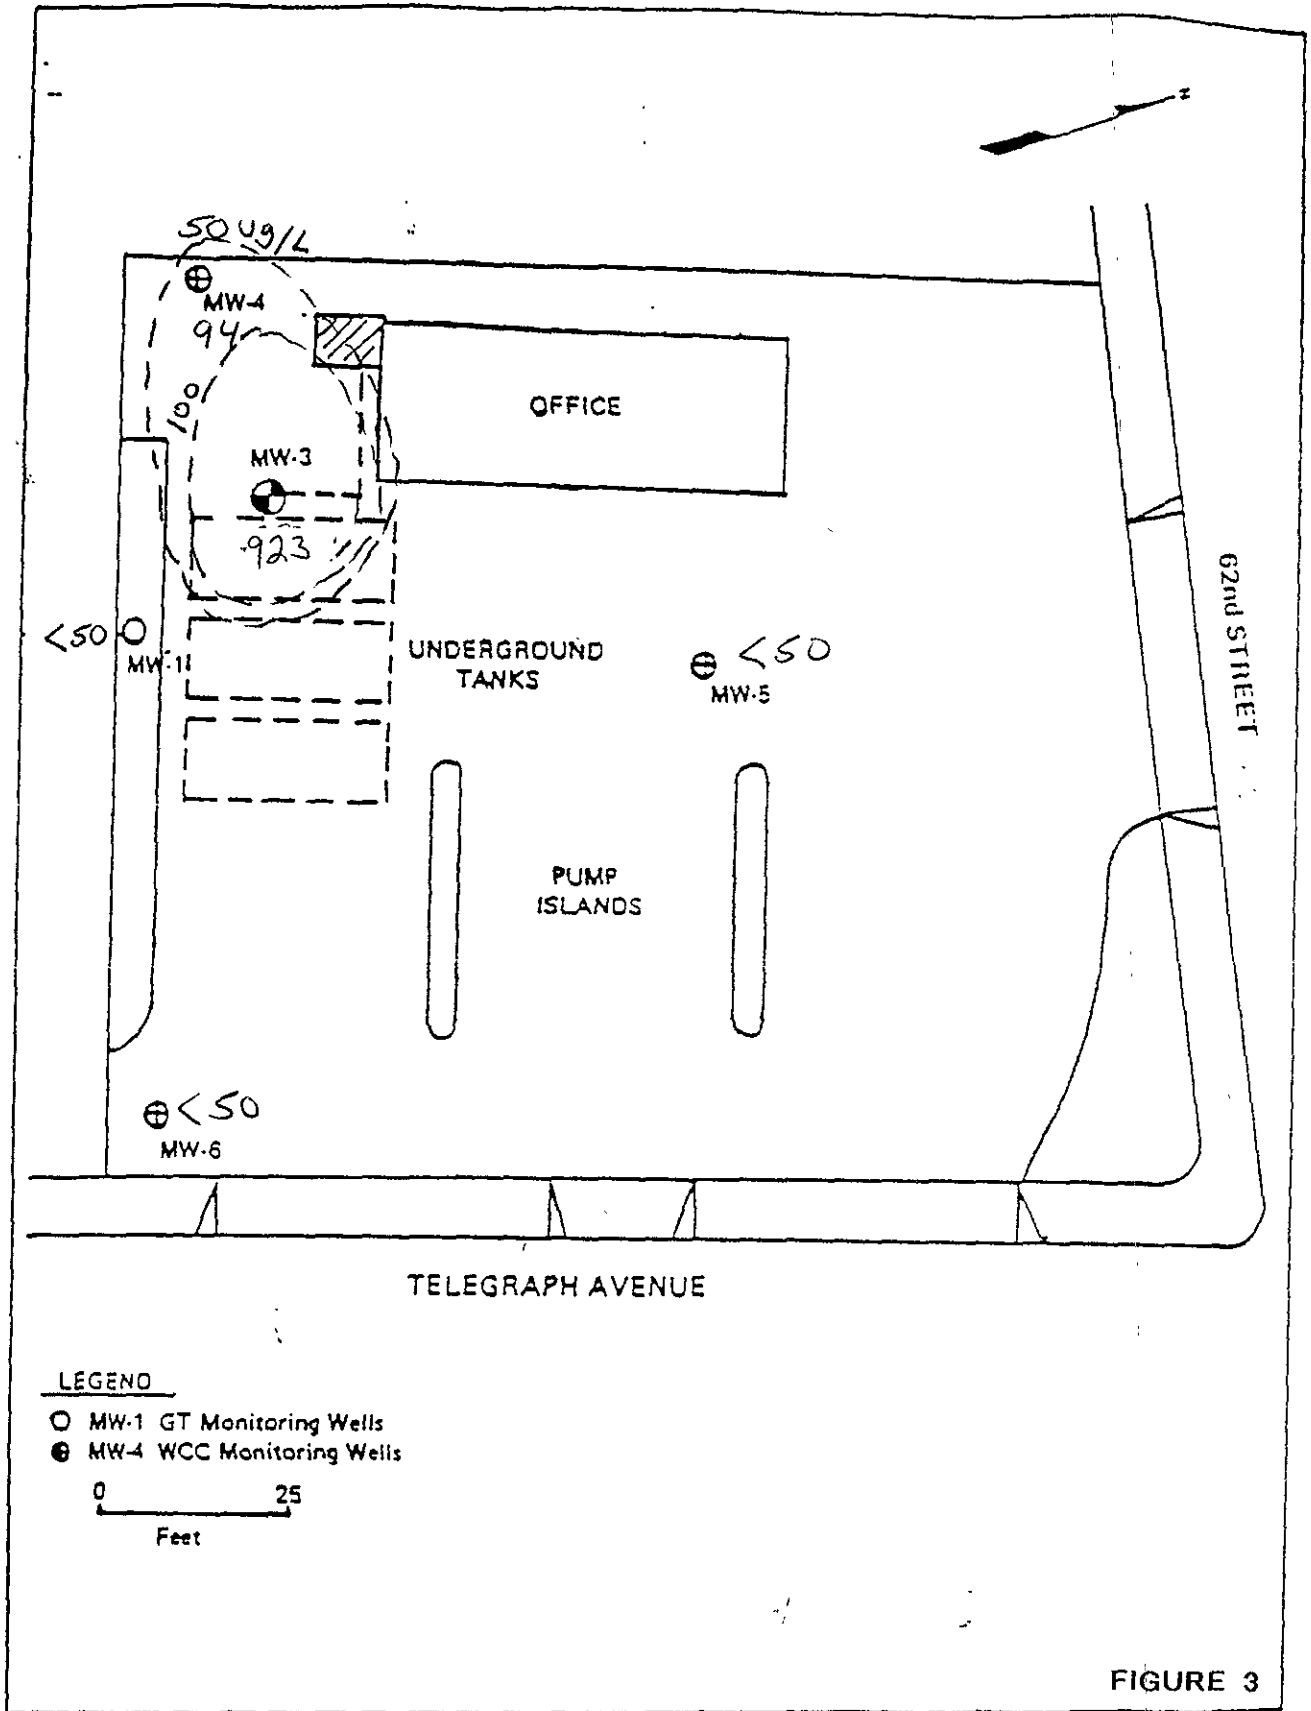 N
50 ug/L
MW-4
94
100
OFFICE
MW-3
923
<50
MW-1
UNDERGROUND
TANKS
<50
MW-5
62nd STREET
PUMP
ISLANDS
<50
MW-6
TELEGRAPH AVENUE
LEGEND
MW-1 GT Monitoring Wells
MW-4 WCC Monitoring Wells
0 25
Feet
FIGURE 3